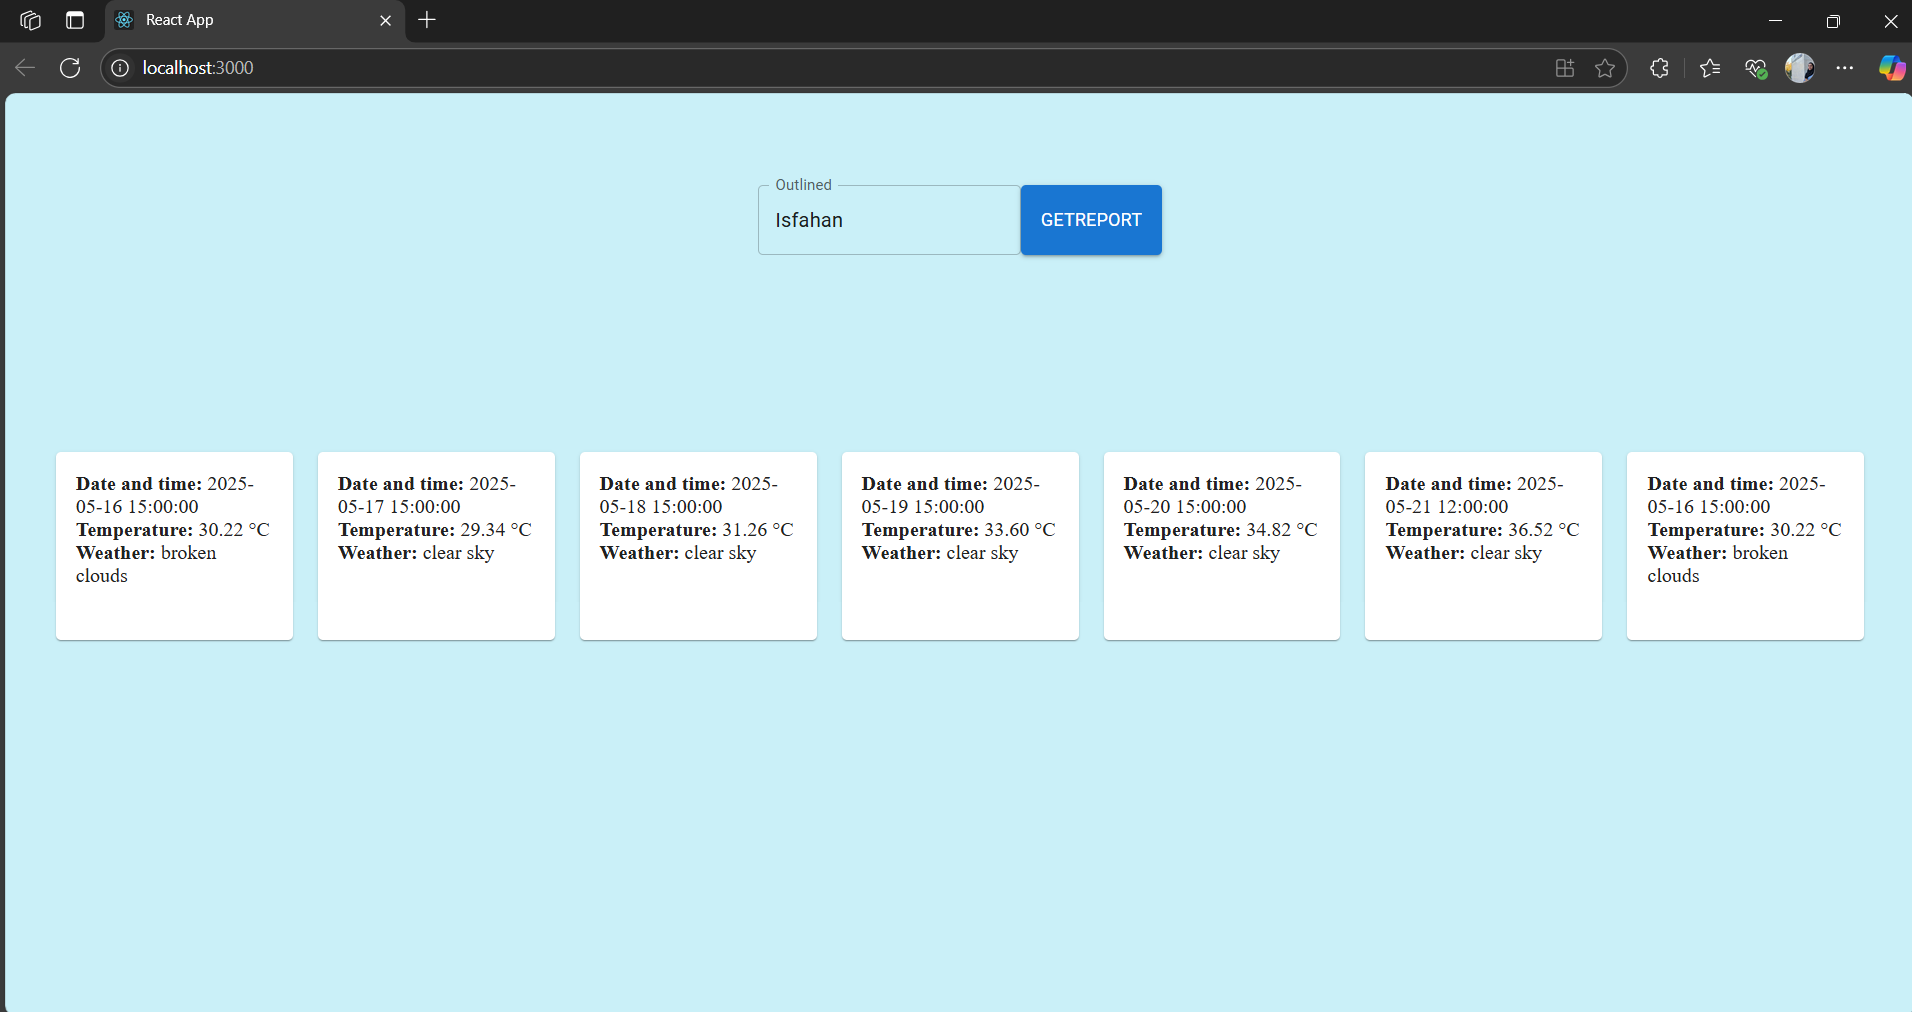 React App
localhost:3000
Outlined
Isfahan
GETREPORT
Date and time: 2025-
05-16 15:00:00
Temperature: 30.22 °C
Weather: broken
clouds
Date and time: 2025-
05-17 15:00:00
Temperature: 29.34 °C
Weather: clear sky
Date and time: 2025-
05-18 15:00:00
Temperature: 31.26 °C
Weather: clear sky
Date and time: 2025-
05-19 15:00:00
Temperature: 33.60 °C
Weather: clear sky
Date and time: 2025-
05-20 15:00:00
Temperature: 34.82 °C
Weather: clear sky
Date and time: 2025-
05-21 12:00:00
Temperature: 36.52 °C
Weather: clear sky
Date and time: 2025-
05-16 15:00:00
Temperature: 30.22 °C
Weather: broken
clouds